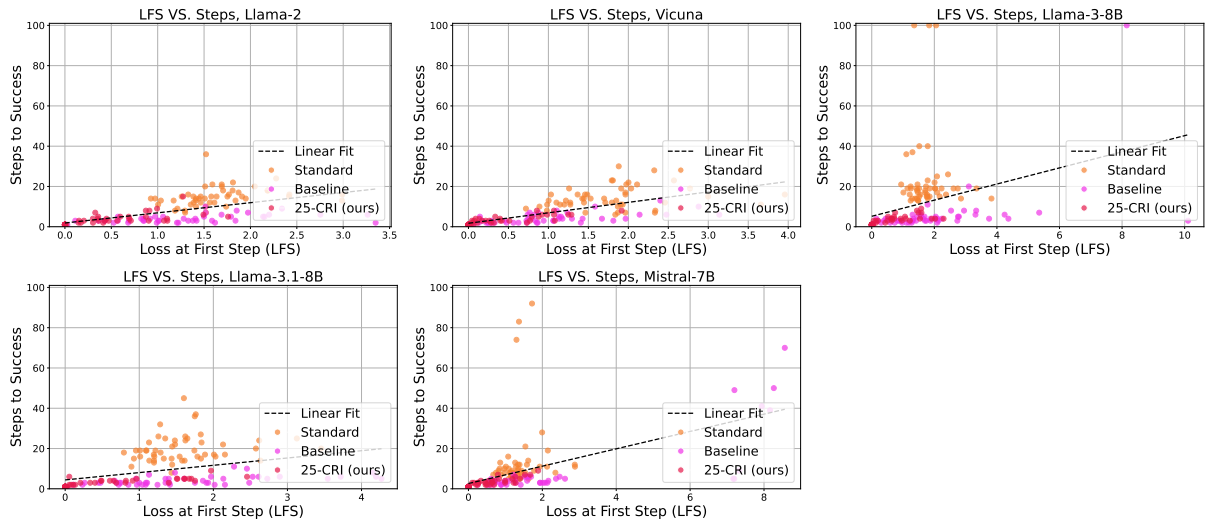 LFS VS. Steps, Llama-2
100
80
60
40
20
0
Steps to Success
0.0 0.5 1.0 1.5 2.0 2.5 3.0 3.5
Loss at First Step (LFS)
Linear Fit
Standard
Baseline
25-CRI (ours)
LFS VS. Steps, Vicuna
100
80
60
40
20
0
Steps to Success
0.0 0.5 1.0 1.5 2.0 2.5 3.0 3.5 4.0
Loss at First Step (LFS)
Linear Fit
Standard
Baseline
25-CRI (ours)
LFS VS. Steps, Llama-3-8B
100
80
60
40
20
0
Steps to Success
0 2 4 6 8 10
Loss at First Step (LFS)
Linear Fit
Standard
Baseline
25-CRI (ours)
LFS VS. Steps, Llama-3.1-8B
100
80
60
40
20
0
Steps to Success
0 1 2 3 4
Loss at First Step (LFS)
Linear Fit
Standard
Baseline
25-CRI (ours)
LFS VS. Steps, Mistral-7B
100
80
60
40
20
0
Steps to Success
0 2 4 6 8
Loss at First Step (LFS)
Linear Fit
Standard
Baseline
25-CRI (ours)